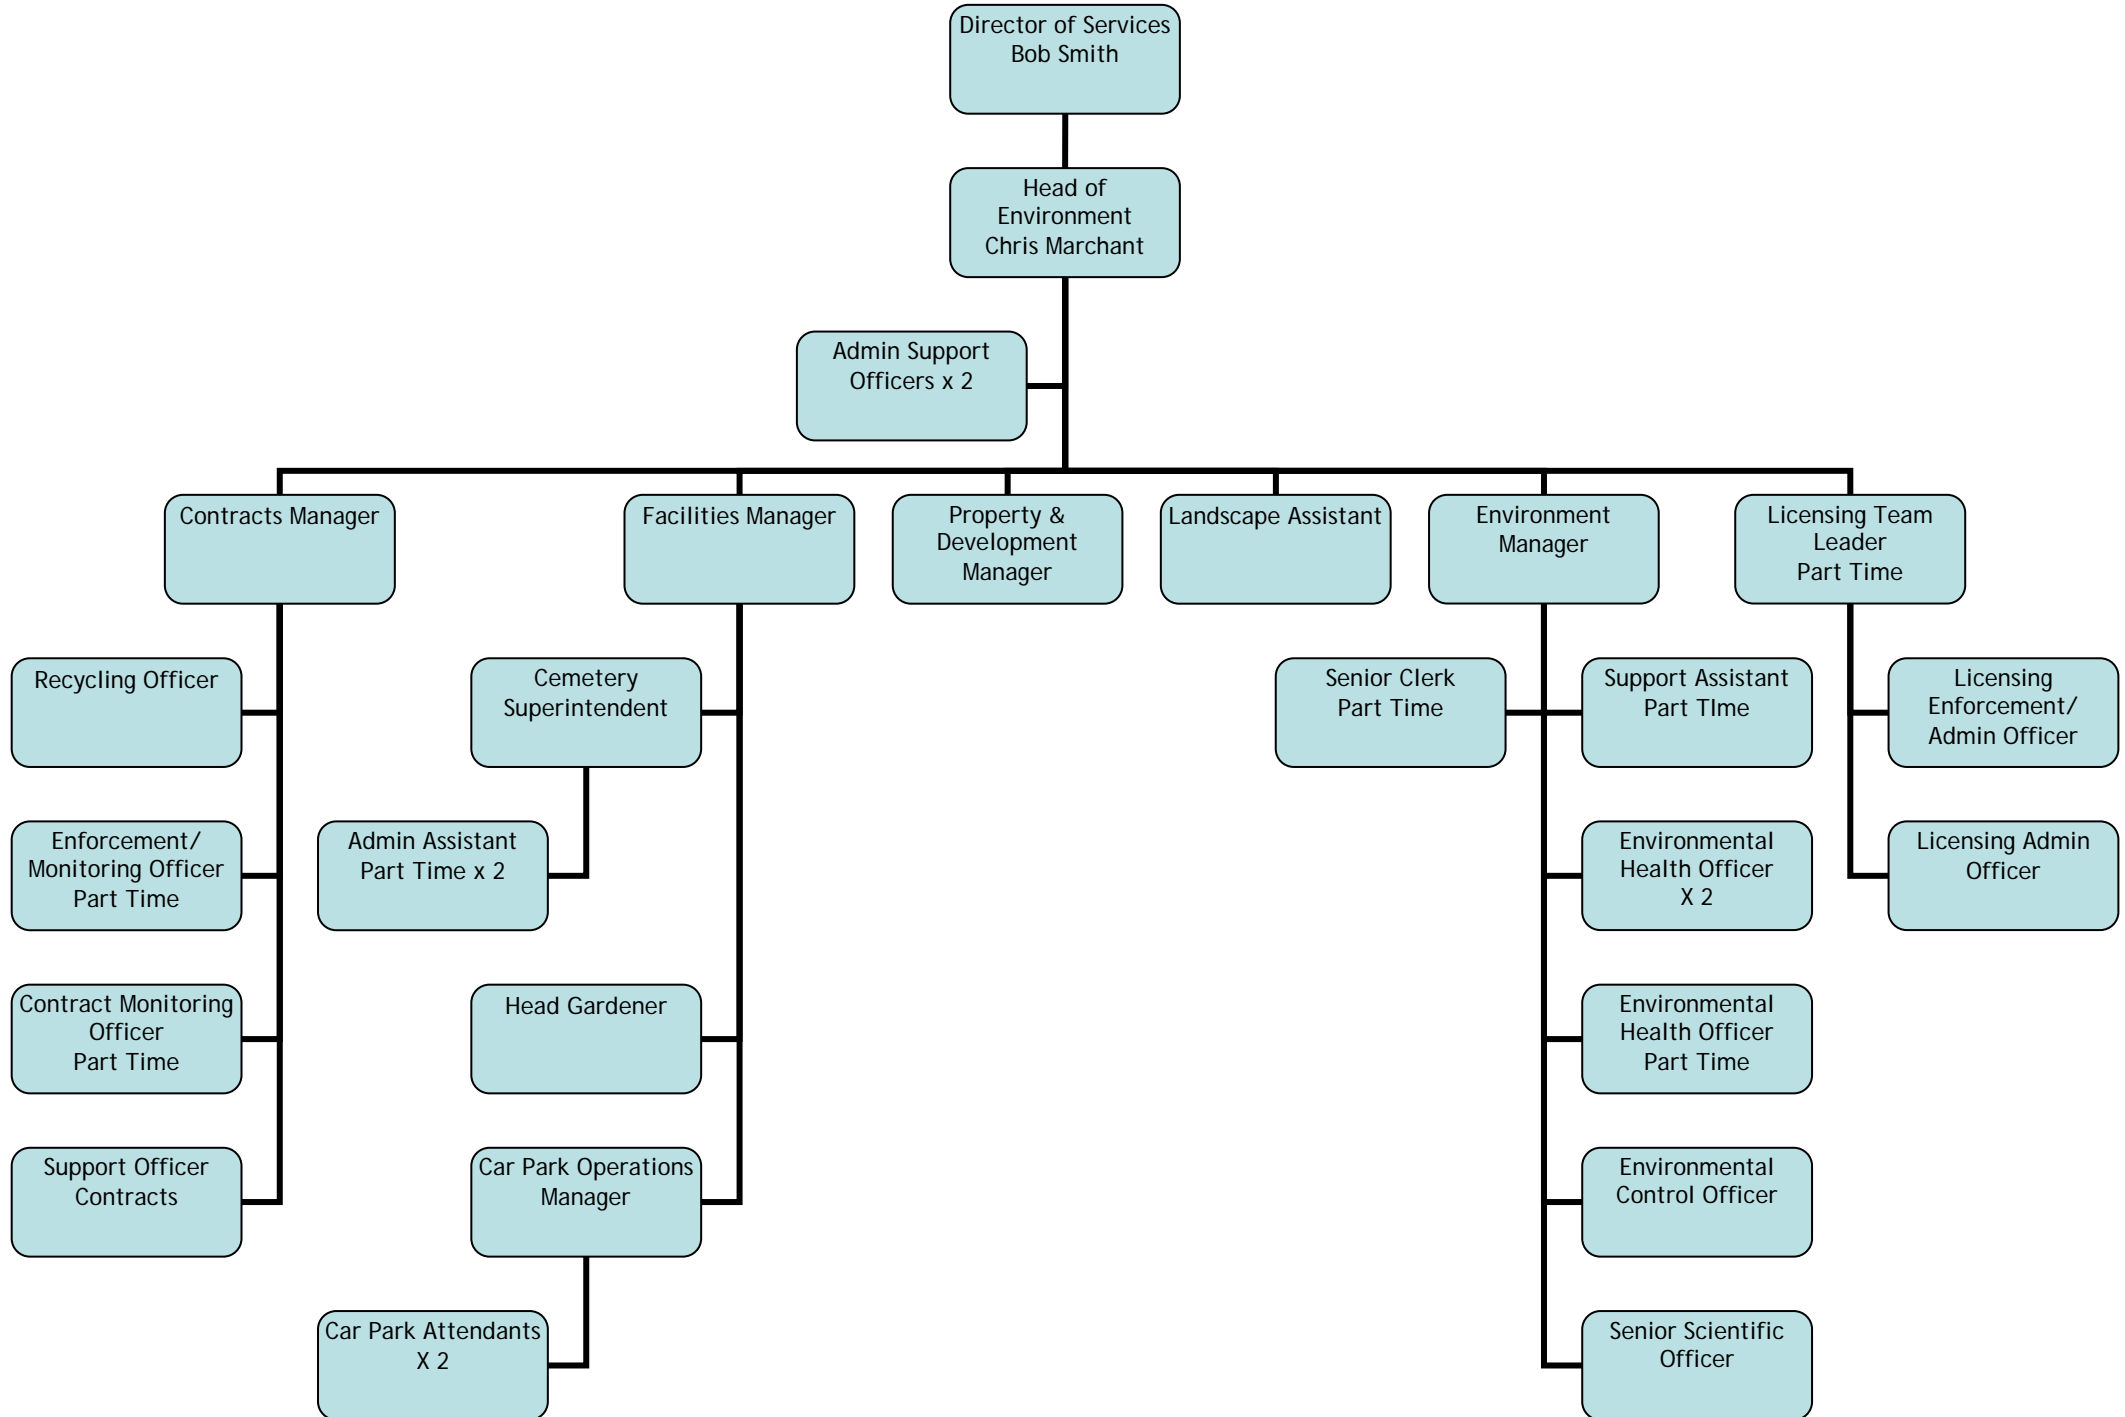 Director of Services
Bob Smith
Head of
Environment
Chris Marchant
Admin Support
Officers x 2
Contracts Manager
Facilities Manager
Property &
Development
Manager
Landscape Assistant
Environment
Manager
Licensing Team
Leader
Part Time
Recycling Officer
Cemetery
Superintendent
Senior Clerk
Part Time
Support Assistant
Part TIme
Licensing
Enforcement/
Admin Officer
Enforcement/
Monitoring Officer
Part Time
Admin Assistant
Part Time x 2
Environmental
Health Officer
X 2
Licensing Admin
Officer
Contract Monitoring
Officer
Part Time
Head Gardener
Environmental
Health Officer
Part Time
Support Officer
Contracts
Car Park Operations
Manager
Environmental
Control Officer
Car Park Attendants
X 2
Senior Scientific
Officer